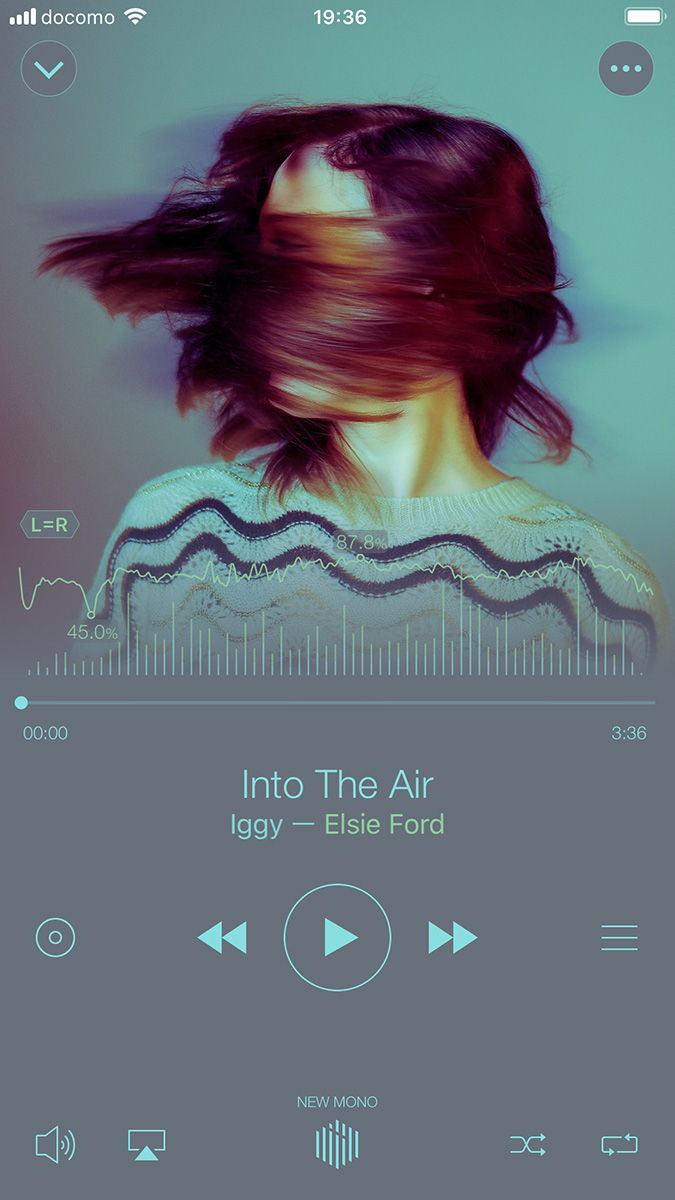 docomo 19:36
L=R
87.8%
45.0%
00:00 3:36
Into The Air
Iggy — Elsie Ford
NEW MONO